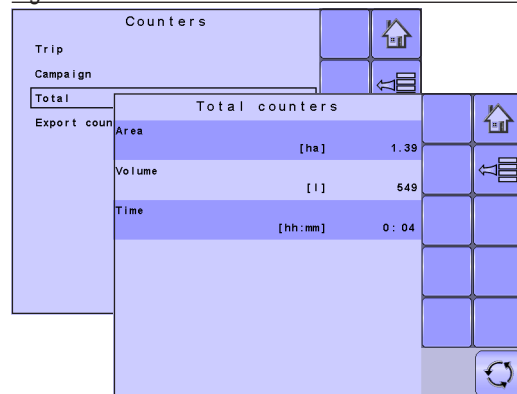 Counters
Trip
Campaign
Total
Export coun
Total counters
Area
[ha] 1.39
Volume
[l] 549
Time
[hh:mm] 0:04